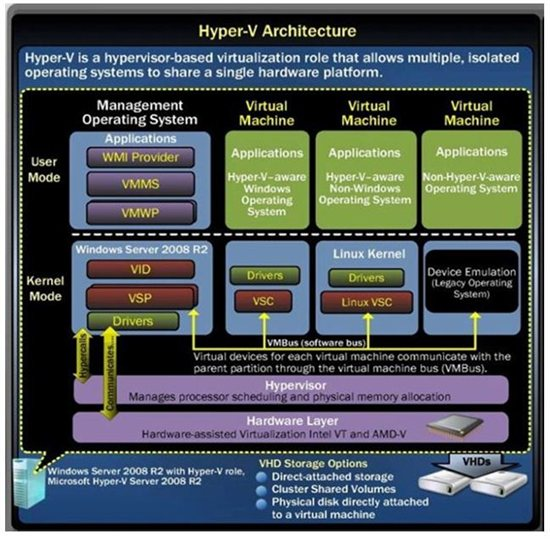 Hyper-V Architecture
Hyper-V is a hypervisor-based virtualization role that allows multiple, isolated
operating systems to share a single hardware platform.
Management
Operating System
Virtual
Machine
Virtual
Machine
Virtual
Machine
User
Mode
Applications
WMI Provider
VMMS
VMWP
Applications
Hyper-V–aware
Windows
Operating
System
Applications
Hyper-V–aware
Non-Windows
Operating
System
Applications
Non-Hyper-V-aware
Operating System
Kernel
Mode
Windows Server 2008 R2
VID
VSP
Drivers
Drivers
VSC
Linux Kernel
Drivers
Linux VSC
Device Emulation
(Legacy Operating
System)
VMBus (software bus)
Virtual devices for each virtual machine communicate with the
parent partition through the virtual machine bus (VMBus).
Hypercalls
Communicates...
Hypervisor
Manages processor scheduling and physical memory allocation
Hardware Layer
Hardware-assisted Virtualization Intel VT and AMD-V
Windows Server 2008 R2 with Hyper-V role,
Microsoft Hyper-V Server 2008 R2
VHD Storage Options
Direct-attached storage
Cluster Shared Volumes
Physical disk directly attached
to a virtual machine
VHDs